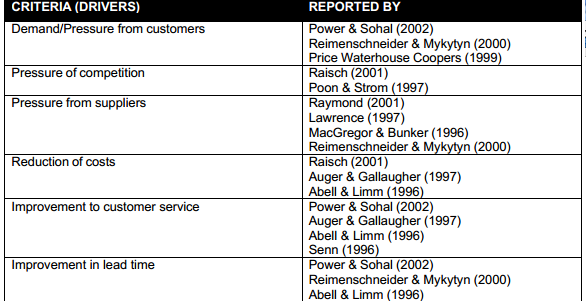 CRITERIA (DRIVERS) REPORTED BY
Demand/Pressure from customers Power & Sohal (2002)
Reimenschneider & Mykytyn (2000)
Price Waterhouse Coopers (1999)
Pressure of competition Raisch (2001)
Poon & Strom (1997)
Pressure from suppliers Raymond (2001)
Lawrence (1997)
MacGregor & Bunker (1996)
Reimenschneider & Mykytyn (2000)
Reduction of costs Raisch (2001)
Auger & Gallaugher (1997)
Abell & Limm (1996)
Improvement to customer service Power & Sohal (2002)
Auger & Gallaugher (1997)
Abell & Limm (1996)
Senn (1996)
Improvement in lead time Power & Sohal (2002)
Reimenschneider & Mykytyn (2000)
Abell & Limm (1996)